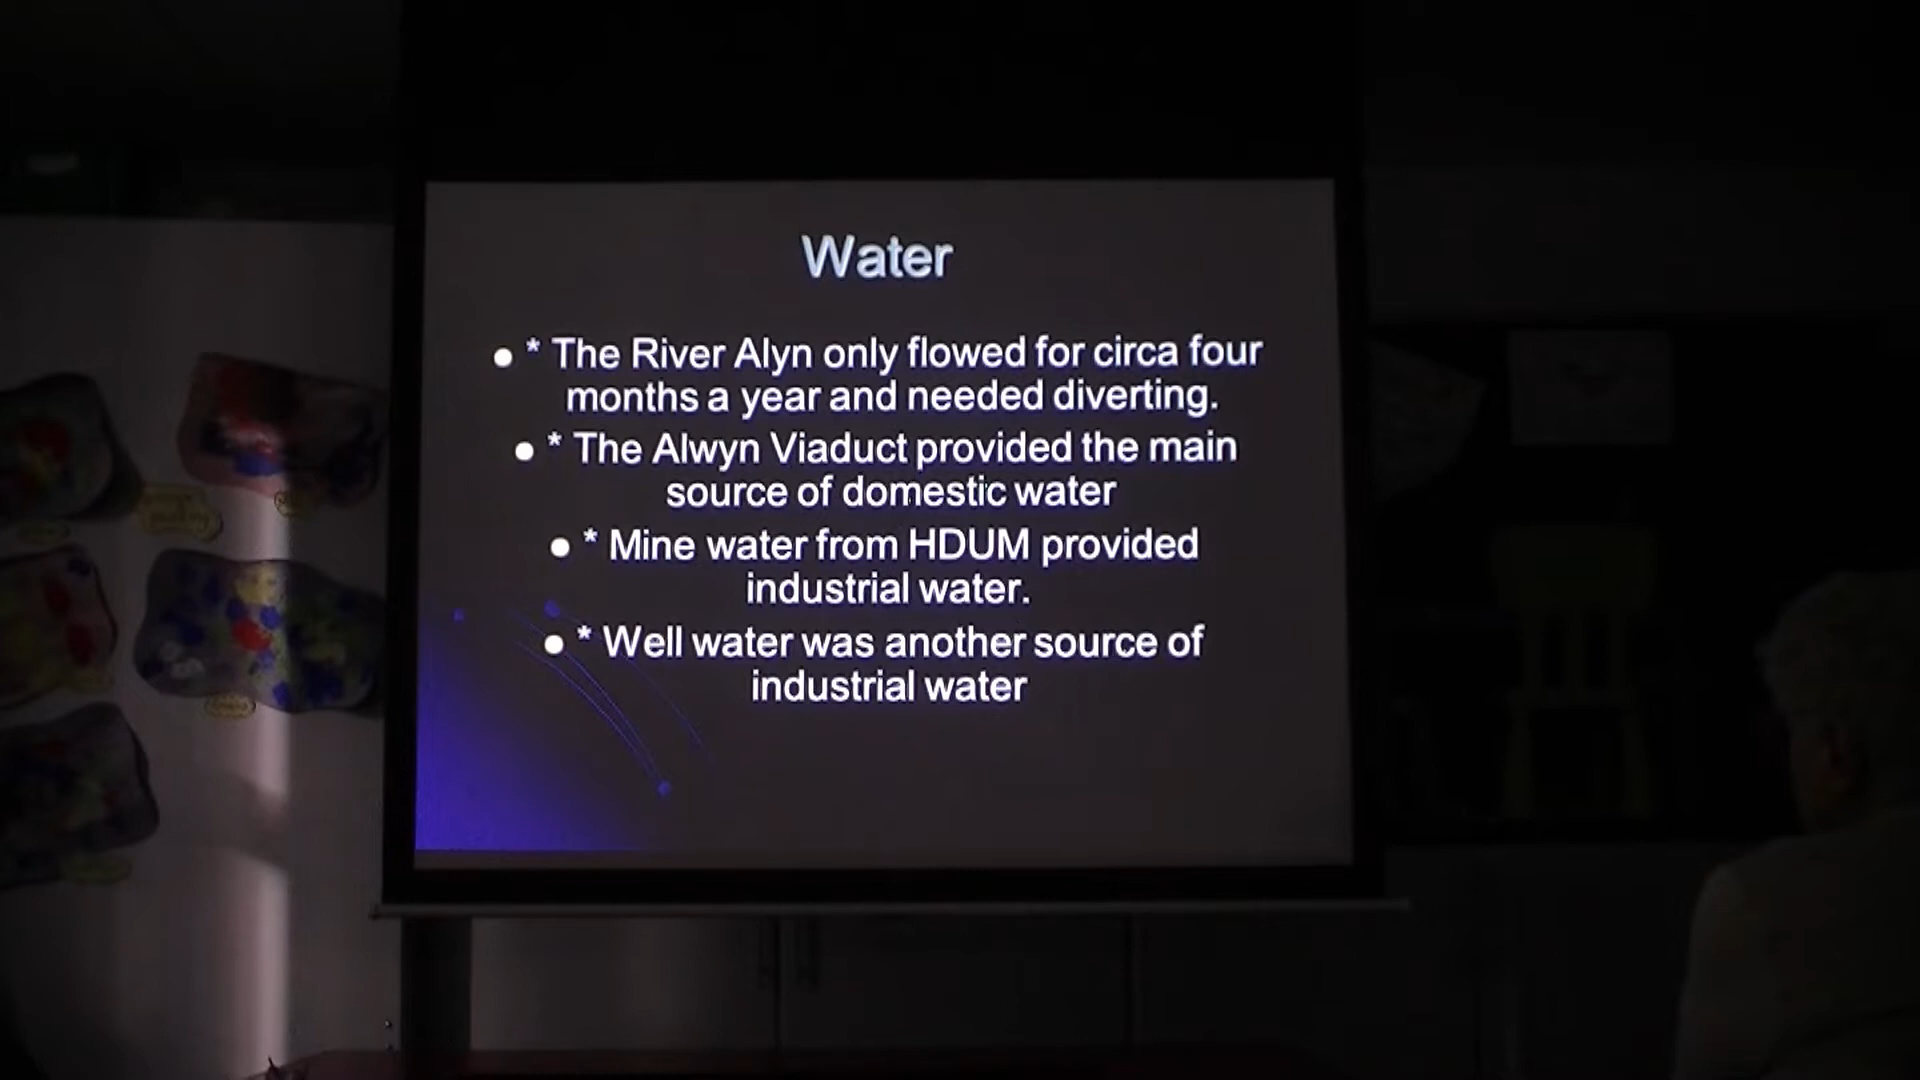 Water
● * The River Alyn only flowed for circa four
months a year and needed diverting.
● * The Alwyn Viaduct provided the main
source of domestic water
● * Mine water from HDUM provided
industrial water.
● * Well water was another source of
industrial water